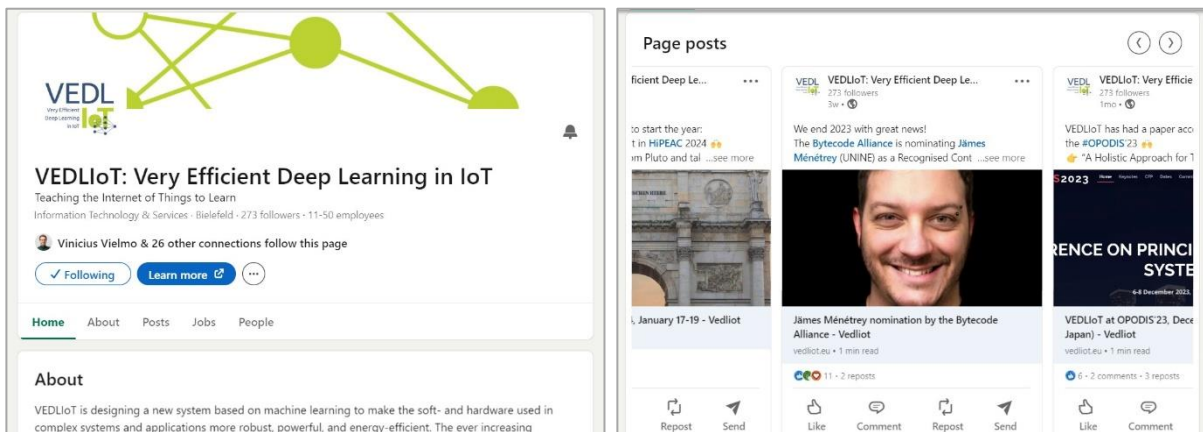 VEDL
Very Efficient
Deep Learning
in IoT
IoT
VEDLIoT: Very Efficient Deep Learning in IoT
Teaching the Internet of Things to Learn
Information Technology & Services · Bielefeld · 273 followers · 11-50 employees
Vinicius Vielmo & 26 other connections follow this page
✓ Following
Learn more
Home About Posts Jobs People
About
VEDLIoT is designing a new system based on machine learning to make the soft- and hardware used in
complex systems and applications more robust, powerful, and energy-efficient. The ever increasing
Page posts
ficient Deep Le...
to start the year:
t in HiPEAC 2024
om Pluto and tal ...see more
, January 17-19 - Vedliot
Repost Send
VEDL
VEDLIoT: Very Efficient Deep Le...
273 followers
3w •
We end 2023 with great news!
The Bytecode Alliance is nominating Jämes
Ménétrey (UNINE) as a Recognised Cont ...see more
Jämes Ménétrey nomination by the Bytecode
Alliance - Vedliot
vedliot.eu • 1 min read
11 · 2 reposts
Like Comment Repost Send
VEDL
VEDLIoT: Very Efficie
273 followers
1mo •
VEDLIoT has had a paper acc
the #OPODIS'23
"A Holistic Approach for T
S2023 Home Keynotes CFP Dates
RENCE ON PRINCI
SYSTE
6-8 December 2023,
VEDLIoT at OPODIS'23, Dece
Japan) - Vedliot
vedliot.eu • 1 min read
6 · 2 comments · 3 reposts
Like Comment